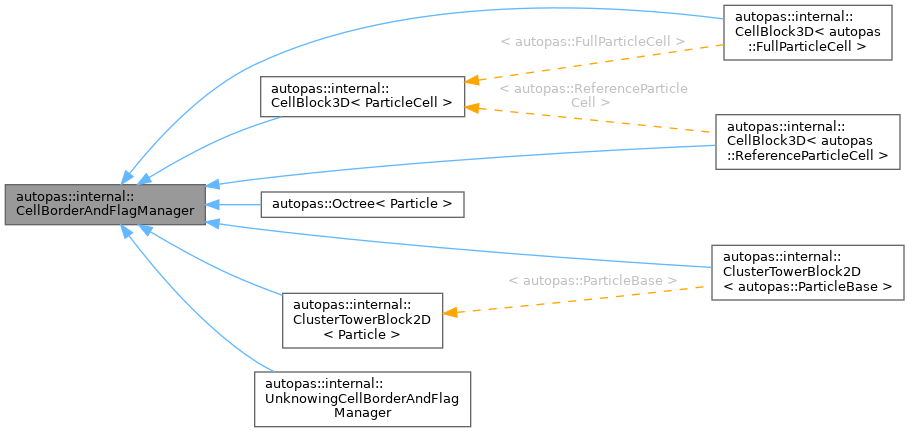 autopas::internal::
CellBlock3D< autopas
::FullParticleCell >
< autopas::FullParticleCell >
autopas::internal::
CellBlock3D< ParticleCell >
< autopas::ReferenceParticle
Cell >
autopas::internal::
CellBlock3D< autopas
::ReferenceParticleCell >
autopas::internal::
CellBorderAndFlagManager
autopas::Octree< Particle >
autopas::internal::
ClusterTowerBlock2D
< autopas::ParticleBase >
< autopas::ParticleBase >
autopas::internal::
ClusterTowerBlock2D
< Particle >
autopas::internal::
UnknowingCellBorderAndFlag
Manager